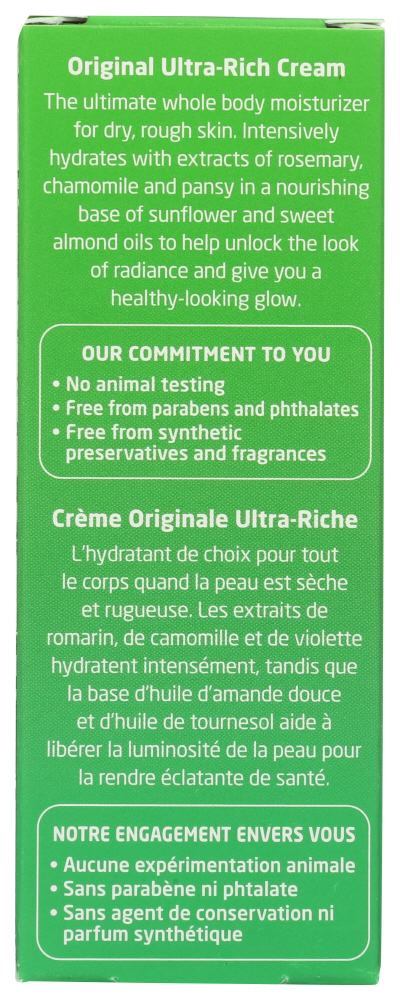 Original Ultra-Rich Cream
The ultimate whole body moisturizer
for dry, rough skin. Intensively
hydrates with extracts of rosemary,
chamomile and pansy in a nourishing
base of sunflower and sweet
almond oils to help unlock the look
of radiance and give you a
healthy-looking glow.
OUR COMMITMENT TO YOU
• No animal testing
• Free from parabens and phthalates
• Free from synthetic
preservatives and fragrances
Crème Originale Ultra-Riche
L'hydratant de choix pour tout
le corps quand la peau est sèche
et rugueuse. Les extraits de
romarin, de camomille et de violette
hydratent intensément, tandis que
la base d'huile d'amande douce
et d'huile de tournesol aide à
libérer la luminosité de la peau pour
la rendre éclatante de santé.
NOTRE ENGAGEMENT ENVERS VOUS
• Aucune expérimentation animale
• Sans parabène ni phtalate
• Sans agent de conservation ni
parfum synthétique